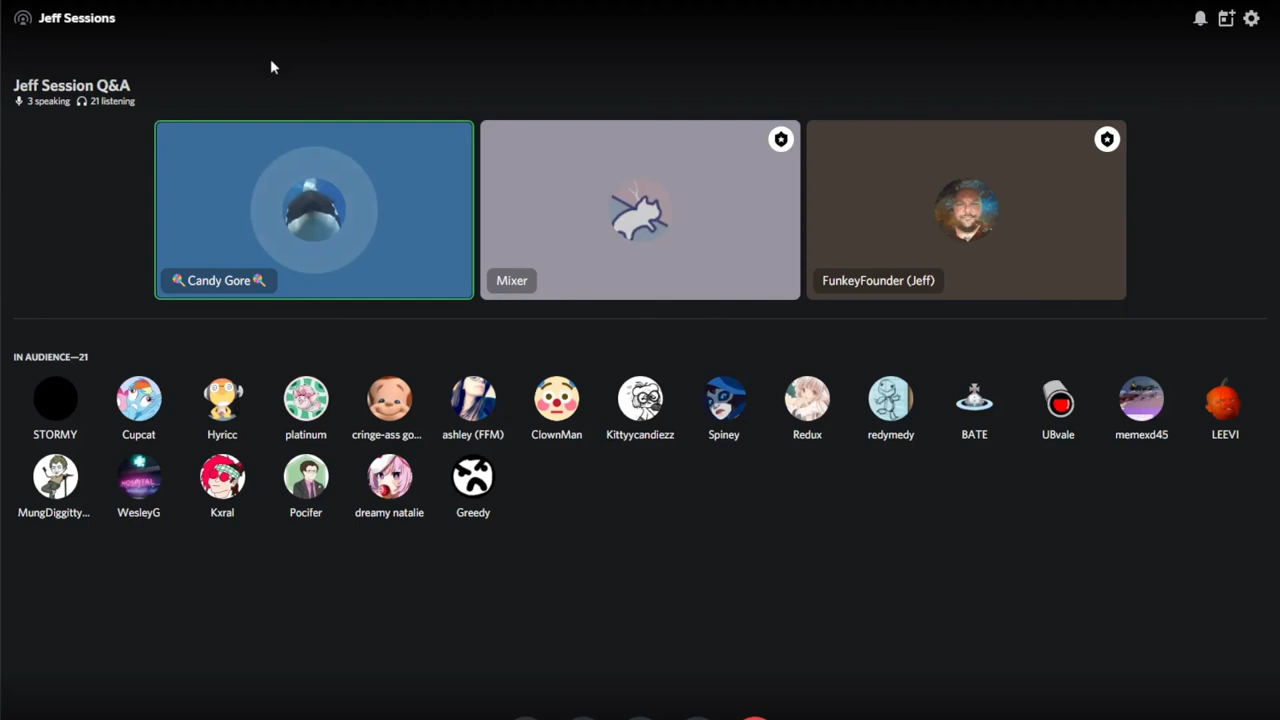 Jeff Sessions
Jeff Session Q&A
3 speaking 21 listening
Candy Gore
Mixer
FunkeyFounder (Jeff)
IN AUDIENCE—21
STORMY Cupcat Hyricc platinum cringe-ass go... ashley (FFM) ClownMan Kittyycandiezz Spiney Redux redymedy BATE UBvale memexd45 LEEVI
HOSPITAL
MungDiggitty... WesleyG Kxral Pocifer dreamy natalie Greedy